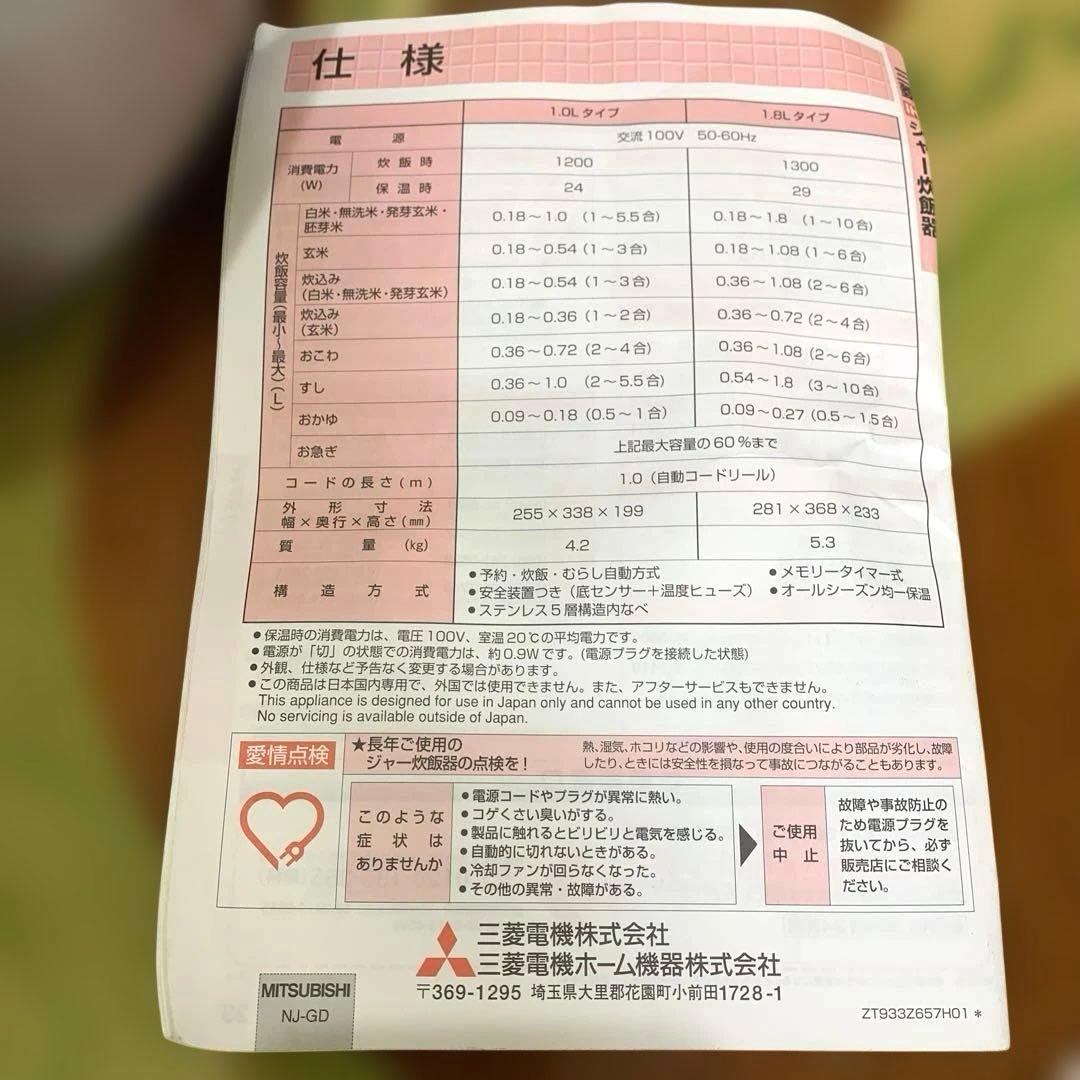 仕様
三菱IHジャー炊飯器
1.0Lタイプ 1.8Lタイプ
電源 交流100V 50-60Hz
消費電力(W) 炊飯時 1200 1300
保温時 24 29
炊飯容量(最小〜最大)(L)
白米・無洗米・発芽玄米・胚芽米 0.18〜1.0 (1〜5.5合) 0.18〜1.8 (1〜10合)
玄米 0.18〜0.54 (1〜3合) 0.18〜1.08 (1〜6合)
炊込み(白米・無洗米・発芽玄米) 0.18〜0.54 (1〜3合) 0.36〜1.08 (2〜6合)
炊込み(玄米) 0.18〜0.36 (1〜2合) 0.36〜0.72 (2〜4合)
おこわ 0.36〜0.72 (2〜4合) 0.36〜1.08 (2〜6合)
すし 0.36〜1.0 (2〜5.5合) 0.54〜1.8 (3〜10合)
おかゆ 0.09〜0.18 (0.5〜1合) 0.09〜0.27 (0.5〜1.5合)
お急ぎ 上記最大容量の60%まで
コードの長さ(m) 1.0(自動コードリール)
外形寸法
幅×奥行×高さ(mm) 255×338×199 281×368×233
質量 (kg) 4.2 5.3
構造方式
●予約・炊飯・むらし自動方式 ●メモリータイマー式
●安全装置つき(底センサー+温度ヒューズ) ●オールシーズン均一保温
●ステンレス5層構造内なべ
●保温時の消費電力は、電圧100V、室温20℃の平均電力です。
●電源が「切」の状態での消費電力は、約0.9Wです。(電源プラグを接続した状態)
●外観、仕様など予告なく変更する場合があります。
●この商品は日本国内専用で、外国では使用できません。また、アフターサービスもできません。
This appliance is designed for use in Japan only and cannot be used in any other country.
No servicing is available outside of Japan.
愛情点検
★長年ご使用の
ジャー炊飯器の点検を!
熱、湿気、ホコリなどの影響や、使用の度合いにより部品が劣化し、故障
したり、ときには安全性を損なって事故につながることもあります。
このような
症状は
ありませんか
●電源コードやプラグが異常に熱い。
●コゲくさい臭いがする。
●製品に触れるとビリビリと電気を感じる。
●自動的に切れないときがある。
●冷却ファンが回らなくなった。
●その他の異常・故障がある。
ご使用
中止
故障や事故防止の
ため電源プラグを
抜いてから、必ず
販売店にご相談く
ださい。
三菱電機株式会社
三菱電機ホーム機器株式会社
〒369-1295 埼玉県大里郡花園町小前田1728-1
MITSUBISHI
NJ-GD
ZT933Z657H01*